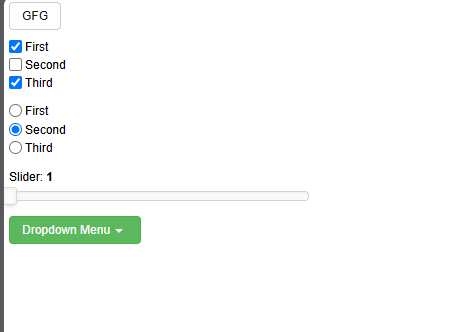 GFG
First
Second
Third
First
Second
Third
Slider: 1
Dropdown Menu